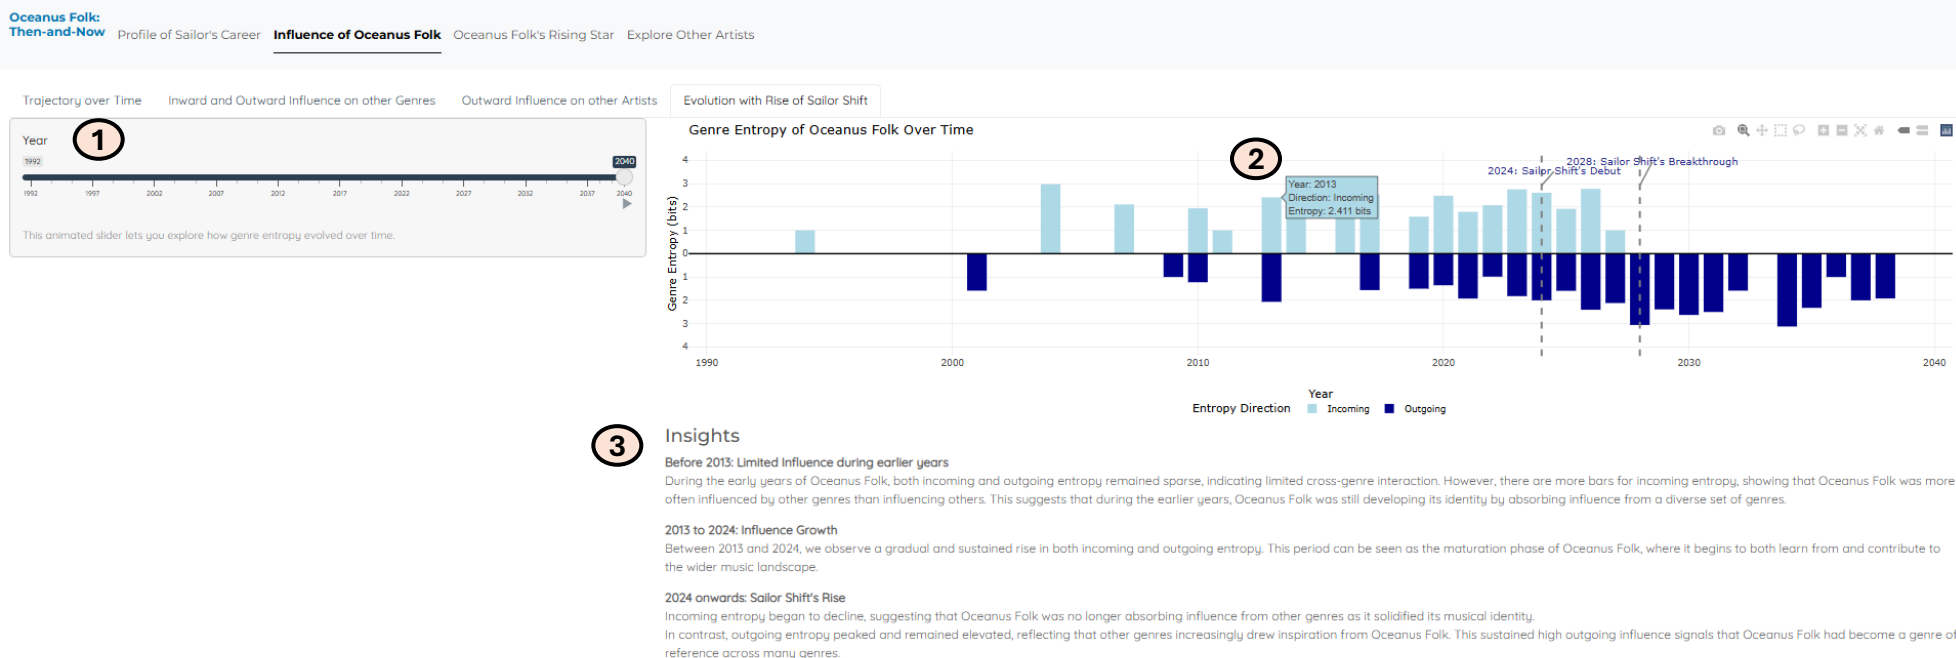 Oceanus Folk:
Then-and-Now
Profile of Sailor's Career
Influence of Oceanus Folk
Oceanus Folk's Rising Star
Explore Other Artists
Trajectory over Time
Inward and Outward Influence on other Genres
Outward Influence on other Artists
Evolution with Rise of Sailor Shift
Year
1
1992
2040
1992 1997 2002 2007 2012 2017 2022 2027 2032 2037 2040
This animated slider lets you explore how genre entropy evolved over time.
Genre Entropy of Oceanus Folk Over Time
2
2028: Sailor Shift's Breakthrough
2024: Sailor Shift's Debut
Year: 2013
Direction: Incoming
Entropy: 2.411 bits
Genre Entropy (bits)
4
3
2
1
0
1
2
3
4
1990 2000 2010 2020 2030 2040
Year
Entropy Direction Incoming Outgoing
3
Insights
Before 2013: Limited Influence during earlier years
During the early years of Oceanus Folk, both incoming and outgoing entropy remained sparse, indicating limited cross-genre interaction. However, there are more bars for incoming entropy, showing that Oceanus Folk was more
often influenced by other genres than influencing others. This suggests that during the earlier years, Oceanus Folk was still developing its identity by absorbing influence from a diverse set of genres.
2013 to 2024: Influence Growth
Between 2013 and 2024, we observe a gradual and sustained rise in both incoming and outgoing entropy. This period can be seen as the maturation phase of Oceanus Folk, where it begins to both learn from and contribute to
the wider music landscape.
2024 onwards: Sailor Shift's Rise
Incoming entropy began to decline, suggesting that Oceanus Folk was no longer absorbing influence from other genres as it solidified its musical identity.
In contrast, outgoing entropy peaked and remained elevated, reflecting that other genres increasingly drew inspiration from Oceanus Folk. This sustained high outgoing influence signals that Oceanus Folk had become a genre of
reference across many genres.